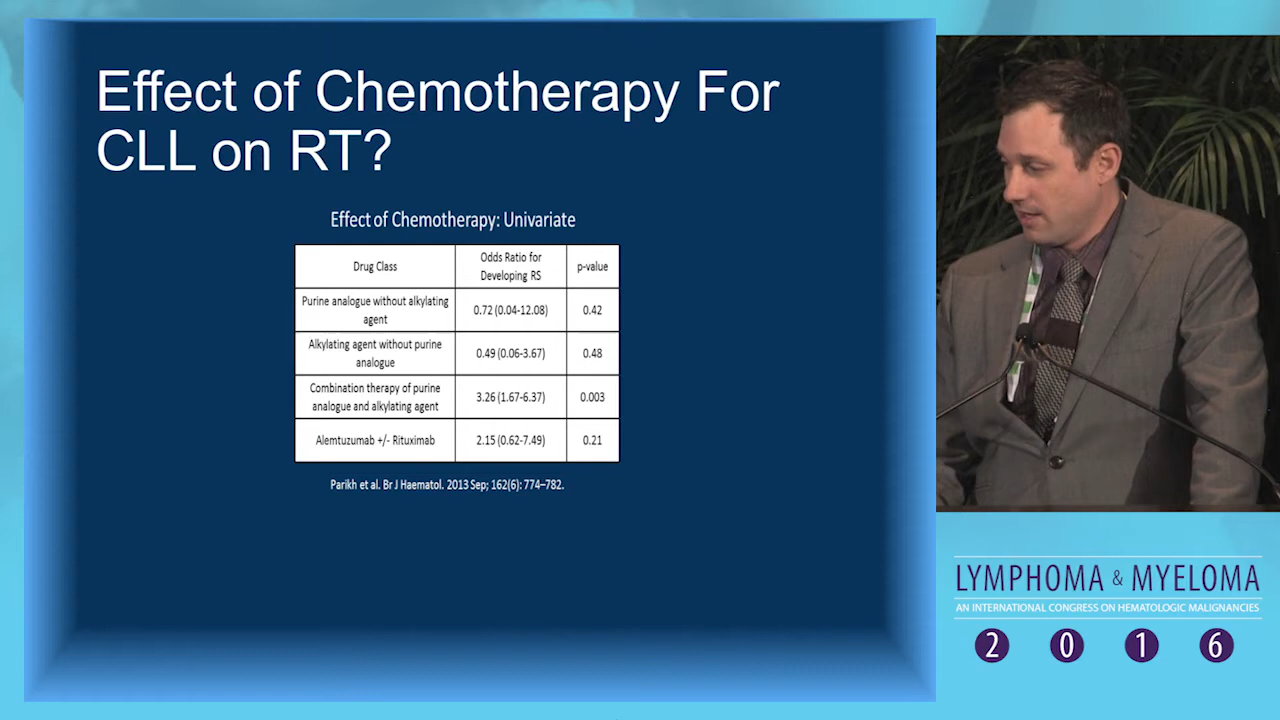 Effect of Chemotherapy For
CLL on RT?
Effect of Chemotherapy: Univariate
Drug Class
Odds Ratio for
Developing RS
p-value
Purine analogue without alkylating
agent
0.72 (0.04-12.08)
0.42
Alkylating agent without purine
analogue
0.49 (0.06-3.67)
0.48
Combination therapy of purine
analogue and alkylating agent
3.26 (1.67-6.37)
0.003
Alemtuzumab +/- Rituximab
2.15 (0.62-7.49)
0.21
Parikh et al. Br J Haematol. 2013 Sep; 162(6): 774–782.
LYMPHOMA & MYELOMA
AN INTERNATIONAL CONGRESS ON HEMATOLOGIC MALIGNANCIES
2 0 1 6